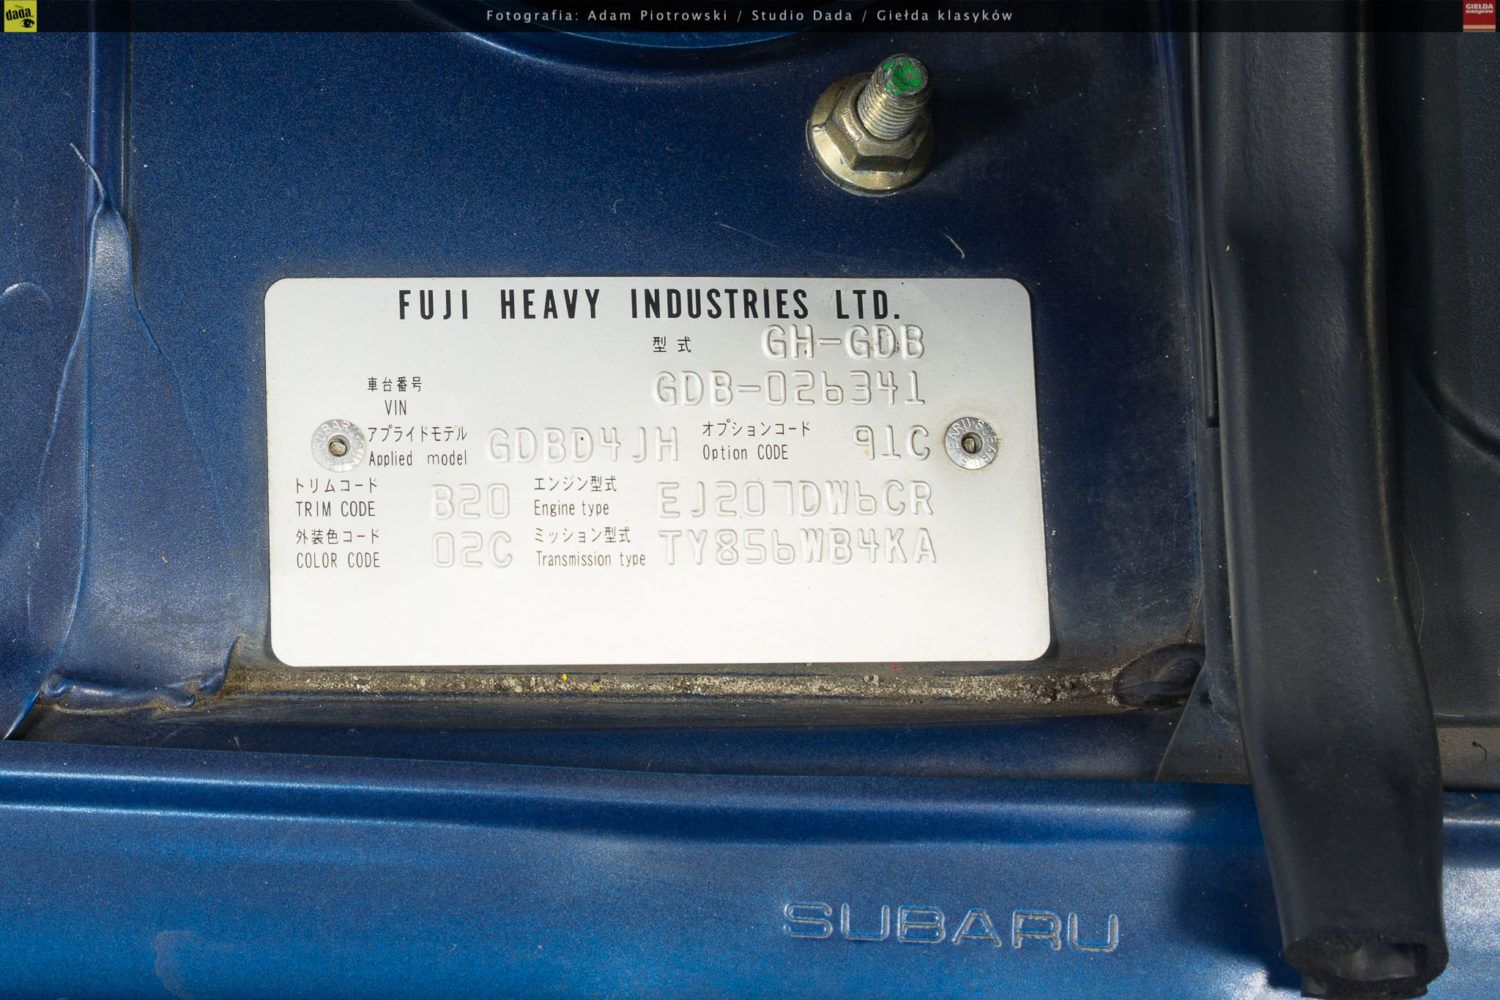 dada
Fotografia: Adam Piotrowski / Studio Dada / Giełda klasyków
GIEŁDA
klasyków
FUJI HEAVY INDUSTRIES LTD.
型式 GH-GDB
車台番号
VIN GDB-026341
アプライドモデル
Applied model GDBD4JH
オプションコード
Option CODE 91C
トリムコード
TRIM CODE B20
エンジン型式
Engine type EJ207DW6CR
外装色コード
COLOR CODE 02C
ミッション型式
Transmission type TY856WB4KA
SUBARU